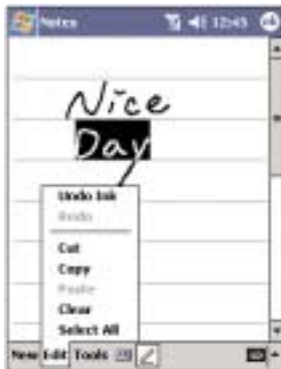 Notes 12:45 ok
Nice
Day
Undo Ink
Redo
Cut
Copy
Paste
Clear
Select All
New Edit Tools